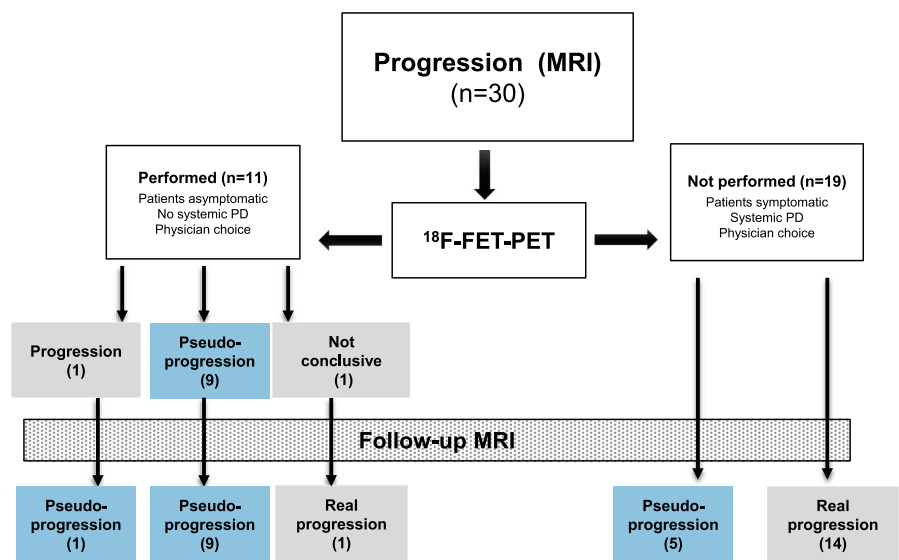 Progression (MRI)
(n=30)
Performed (n=11)
Patients asymptomatic
No systemic PD
Physician choice
¹⁸F-FET-PET
Not performed (n=19)
Patients symptomatic
Systemic PD
Physician choice
Progression
(1)
Pseudo-
progression
(9)
Not
conclusive
(1)
Follow-up MRI
Pseudo-
progression
(1)
Pseudo-
progression
(9)
Real
progression
(1)
Pseudo-
progression
(5)
Real
progression
(14)